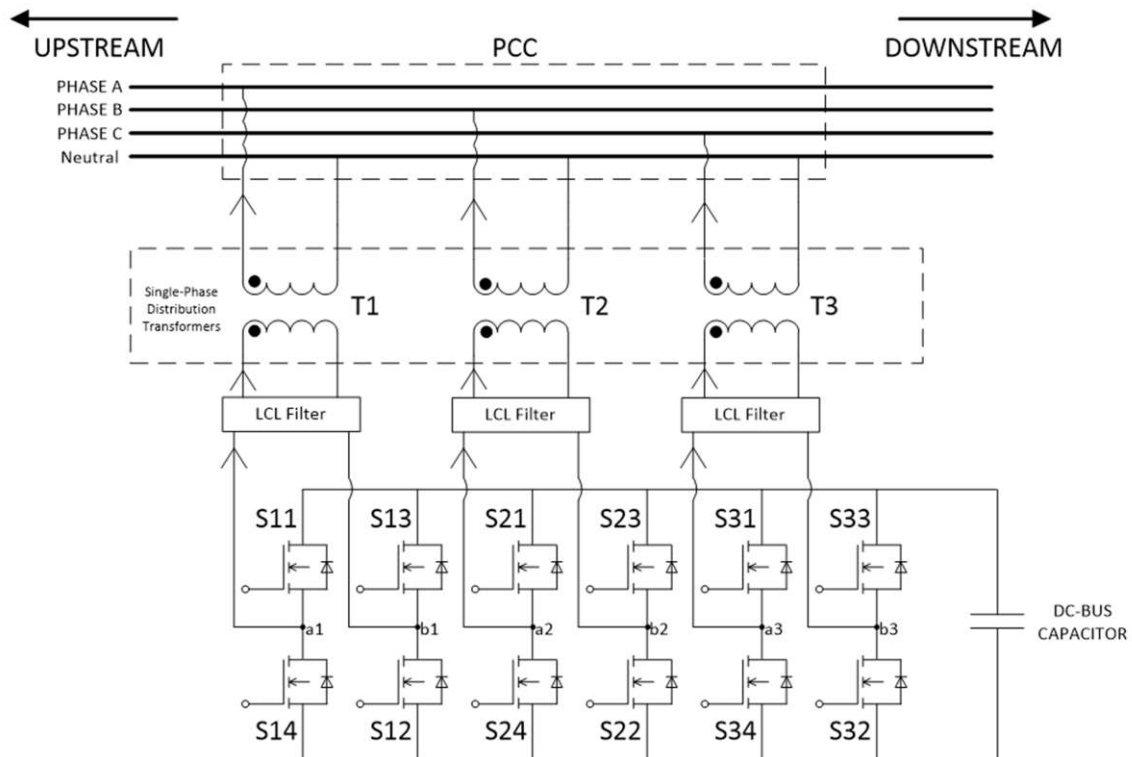 UPSTREAM
PCC
DOWNSTREAM
PHASE A
PHASE B
PHASE C
Neutral
Single-Phase
Distribution
Transformers
T1
T2
T3
LCL Filter
LCL Filter
LCL Filter
S11
S13
S21
S23
S31
S33
a1
b1
a2
b2
a3
b3
DC-BUS
CAPACITOR
S14
S12
S24
S22
S34
S32